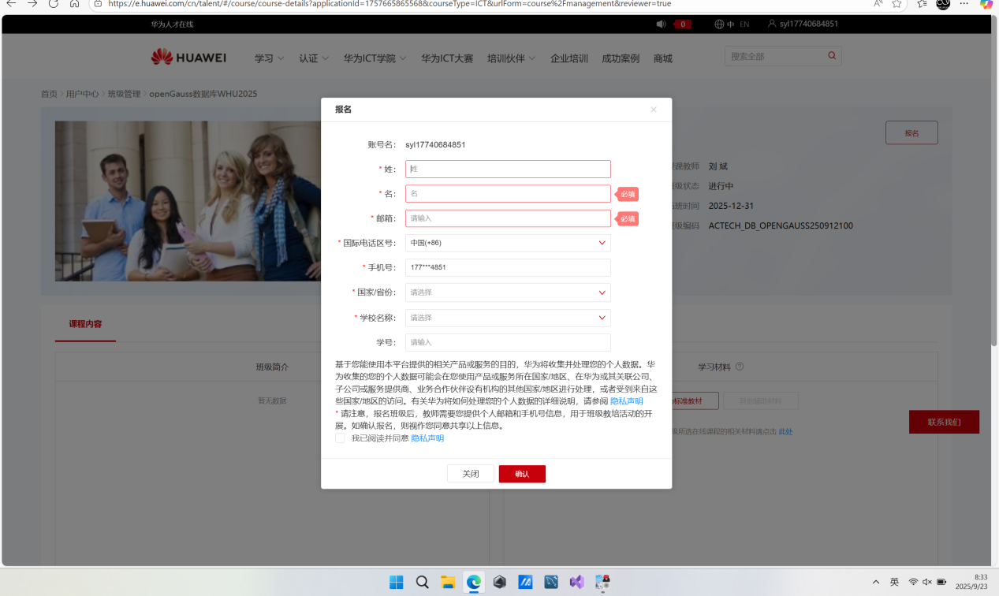 https://e.huawei.com/cn/talent/#/course/course-details?applicationId=1757665865568&courseType=ICT&urlForm=course%2Fmanagement&reviewer=true
华为人才在线
0
中 EN
syl17740684851
HUAWEI
学习
认证
华为ICT学院
华为ICT大赛
培训伙伴
企业培训
成功案例
商城
搜索全部
首页 > 用户中心 > 班级管理 > openGauss数据库WHU2025
报名
课教师 刘 斌
级状态 进行中
班时间 2025-12-31
级编码 ACTECH_DB_OPENGAUSS250912100
报名
账号名： syl17740684851
* 姓： 姓
* 名： 名 必填
* 邮箱： 请输入 必填
* 国际电话区号： 中国(+86)
* 手机号： 177***4851
* 国家/省份： 请选择
* 学校名称： 请选择
学号： 请输入
基于您能使用本平台提供的相关产品或服务的目的，华为将收集并处理您的个人数据。华
为收集的您的个人数据可能会在您使用产品或服务所在国家/地区、在华为或其关联公司、
子公司或服务提供商、业务合作伙伴设有机构的其他国家/地区进行处理，或者受到来自这
些国家/地区的访问。有关华为将如何处理您的个人数据的详细说明，请参阅 隐私声明
* 请注意，报名班级后，教师需要您提供个人邮箱和手机号信息，用于班级教培活动的开
展。如确认报名，则视作您同意共享以上信息。
我已阅读并同意 隐私声明
关闭
确认
课程内容
班级简介
暂无数据
学习材料
标准教材
其他辅助材料
级所选在线课程的相关材料请点击 此处
联系我们
英
8:33
2025/9/23